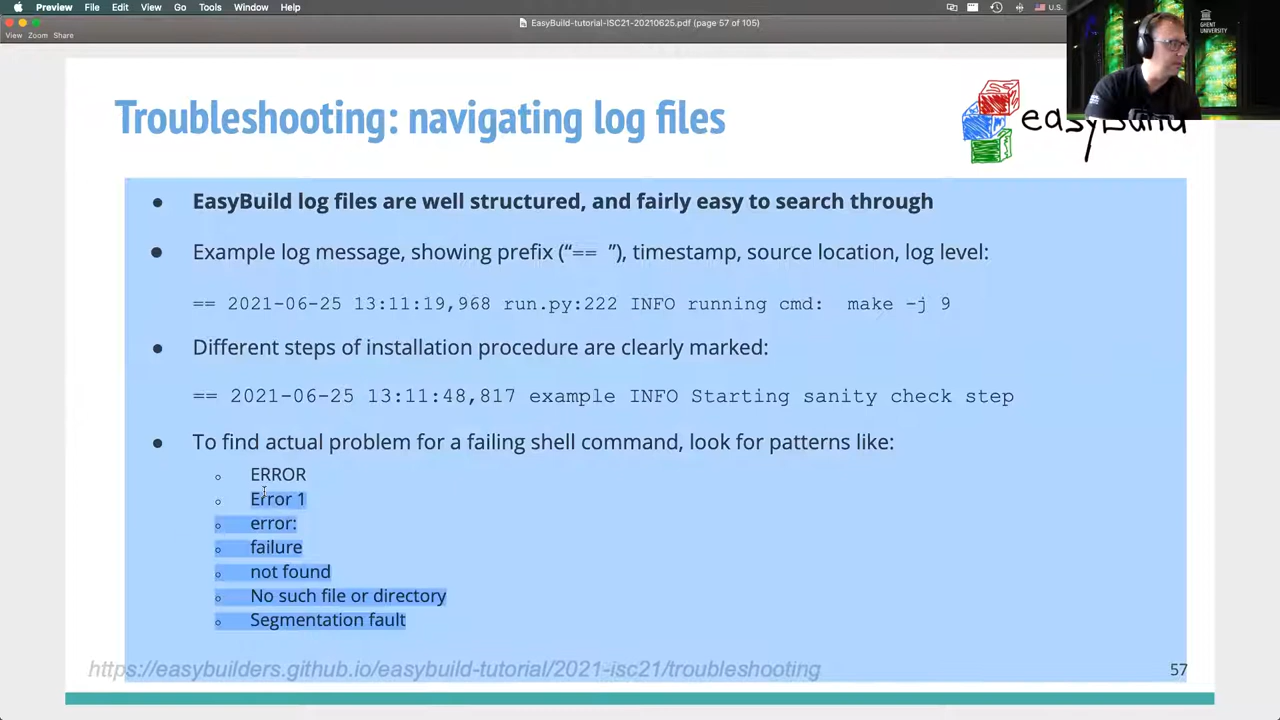 Preview File Edit View Go Tools Window Help U.S.
EasyBuild-tutorial-ISC21-20210625.pdf (page 57 of 105)
View Zoom Share
GHENT
UNIVERSITY
Troubleshooting: navigating log files
easyBuild
● EasyBuild log files are well structured, and fairly easy to search through
● Example log message, showing prefix (“== ”), timestamp, source location, log level:
== 2021-06-25 13:11:19,968 run.py:222 INFO running cmd:  make -j 9
● Different steps of installation procedure are clearly marked:
== 2021-06-25 13:11:48,817 example INFO Starting sanity check step
● To find actual problem for a failing shell command, look for patterns like:
○ ERROR
○ Error 1
○ error:
○ failure
○ not found
○ No such file or directory
○ Segmentation fault
https://easybuilders.github.io/easybuild-tutorial/2021-isc21/troubleshooting
57